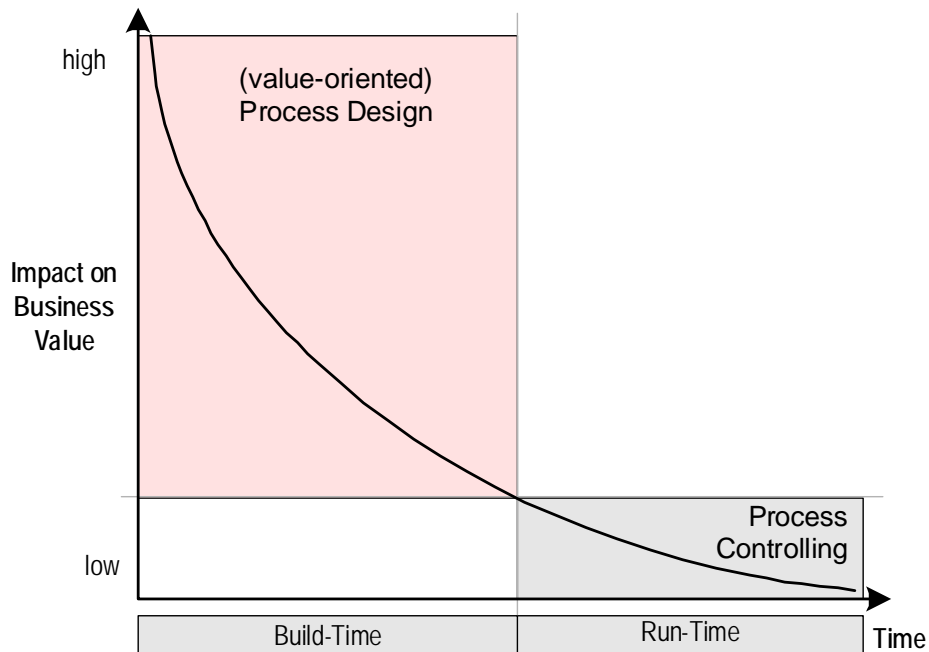 high
(value-oriented)
Process Design
Impact on
Business
Value
Process
Controlling
low
Build-Time
Run-Time
Time